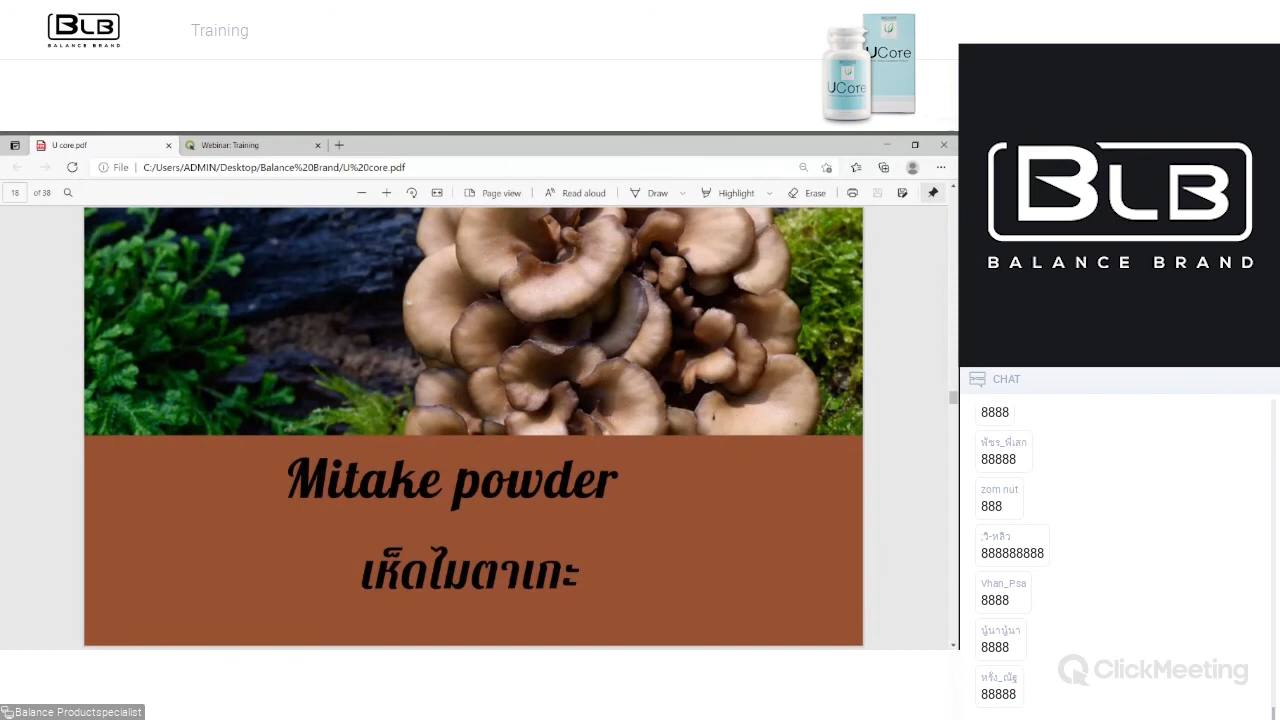 BLB
BALANCE BRAND
Training
UCore
UCore
U core.pdf
Webinar: Training
File
C:/Users/ADMIN/Desktop/Balance%20Brand/U%20core.pdf
18
of 38
Page view
Read aloud
Draw
Highlight
Erase
Mitake powder
เห็ดไมตาเกะ
BLB
BALANCE BRAND
CHAT
8888
พัชร_พี่เสก
88888
zom nut
888
,วิ-หลิว
888888888
Vhan_P.sa
8888
นู๋นานู๋นา
8888
หรั่ง_ณัฐ
88888
ClickMeeting
Balance Productspecialist